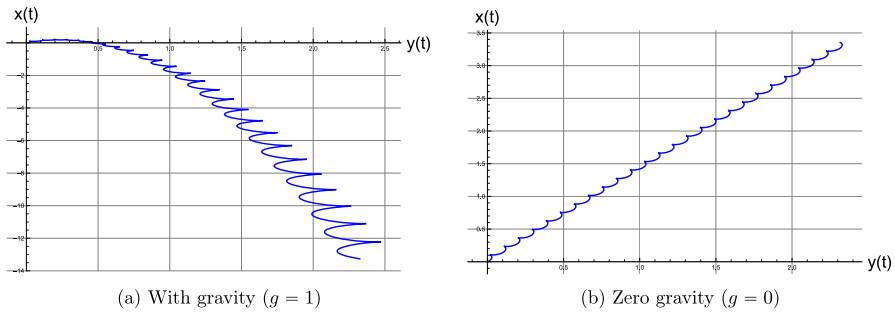 x(t)
0.5 1.0 1.5 2.0 2.5
y(t)
-2
-4
-6
-8
-10
-12
-14
(a) With gravity (g = 1)
x(t)
3.5
3.0
2.5
2.0
1.5
1.0
0.5
0.5 1.0 1.5 2.0
y(t)
(b) Zero gravity (g = 0)